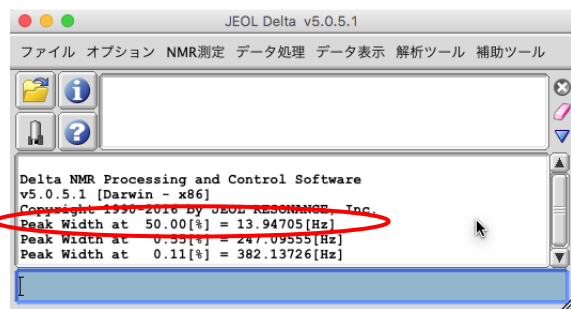 JEOL Delta v5.0.5.1
ファイル オプション NMR測定 データ処理 データ表示 解析ツール 補助ツール
Delta NMR Processing and Control Software
v5.0.5.1 [Darwin - x86]
Copyright 1990-2016 by JEOL RESONANCE, Inc.
Peak Width at 50.00[%] = 13.94705[Hz]
Peak Width at 0.55[%] = 247.09555[Hz]
Peak Width at 0.11[%] = 382.13726[Hz]